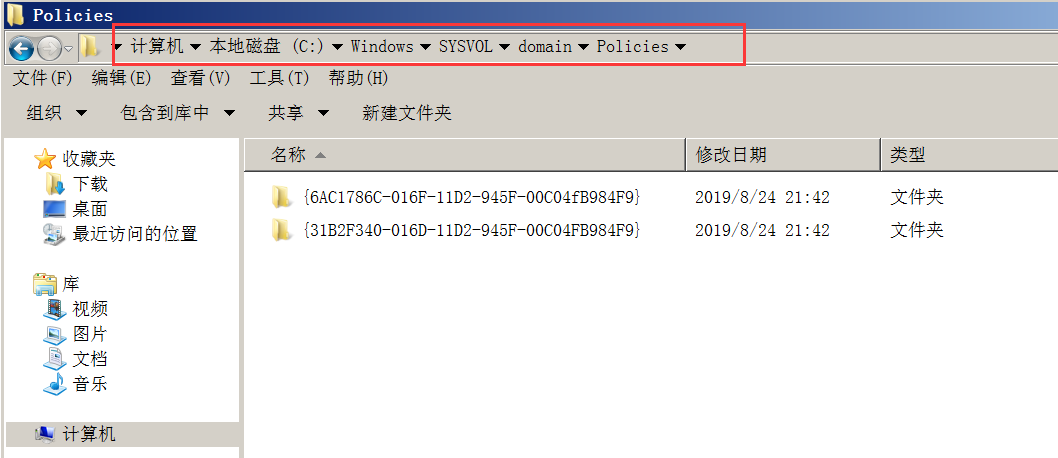 Policies
计算机 本地磁盘 (C:) Windows SYSVOL domain Policies
文件(F) 编辑(E) 查看(V) 工具(T) 帮助(H)
组织 包含到库中 共享 新建文件夹
收藏夹
下载
桌面
最近访问的位置
库
视频
图片
文档
音乐
计算机
名称 修改日期 类型
{6AC1786C-016F-11D2-945F-00C04fB984F9} 2019/8/24 21:42 文件夹
{31B2F340-016D-11D2-945F-00C04FB984F9} 2019/8/24 21:42 文件夹